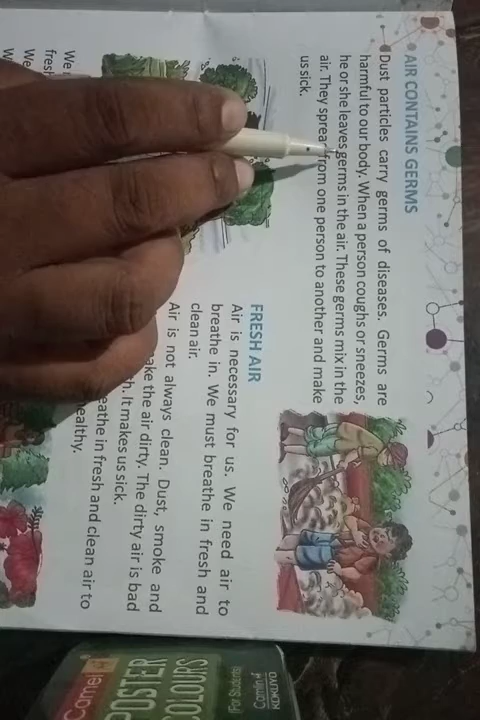 AIR CONTAINS GERMS
Dust particles carry germs of diseases. Germs are
harmful to our body. When a person coughs or sneezes,
he or she leaves germs in the air. These germs mix in the
air. They from one person to another and make
us sick.
FRESH AIR
Air is necessary for us. We need air to
breathe in. We must breathe in fresh and
clean air.
Air is not always clean. Dust, smoke and
the air dirty. The dirty air is bad
It makes us sick.
in fresh and clean air to
We
fresh
We
Camel
POSTER
COLOURS
For Students
Camlin
KOKUYO